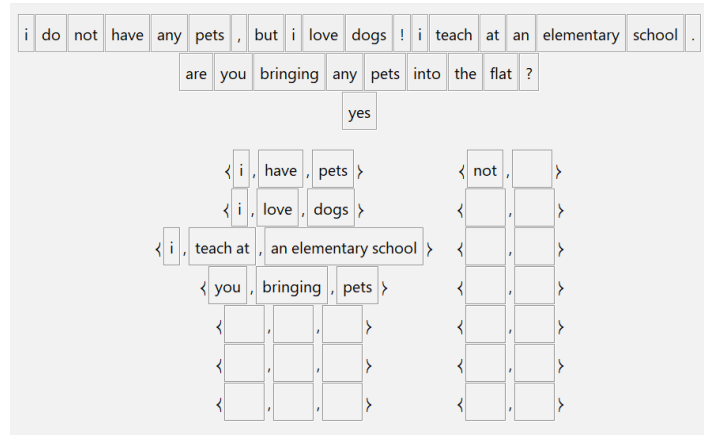 i do not have any pets , but i love dogs ! i teach at an elementary school .
are you bringing any pets into the flat ?
yes
⟨ i , have , pets ⟩ ⟨ not , ⟩
⟨ i , love , dogs ⟩ ⟨ , ⟩
⟨ i , teach at , an elementary school ⟩ ⟨ , ⟩
⟨ you , bringing , pets ⟩ ⟨ , ⟩
⟨ , , ⟩ ⟨ , ⟩
⟨ , , ⟩ ⟨ , ⟩
⟨ , , ⟩ ⟨ , ⟩